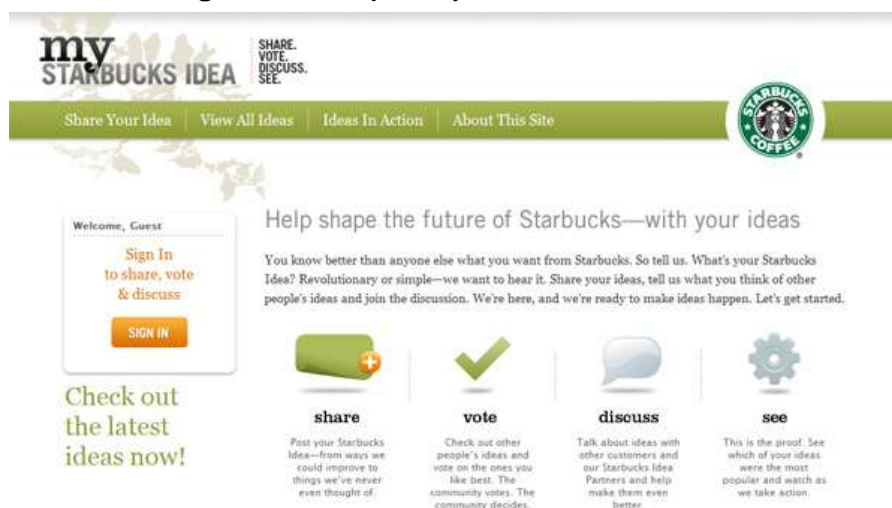 my
STARBUCKS IDEA
SHARE.
VOTE.
DISCUSS.
SEE.
Share Your Idea
View All Ideas
Ideas In Action
About This Site
STARBUCKS
COFFEE
®
Welcome, Guest
Sign In
to share, vote
& discuss
SIGN IN
Check out
the latest
ideas now!
Help shape the future of Starbucks—with your ideas
You know better than anyone else what you want from Starbucks. So tell us. What's your Starbucks
Idea? Revolutionary or simple—we want to hear it. Share your ideas, tell us what you think of other
people's ideas and join the discussion. We're here, and we're ready to make ideas happen. Let's get started.
share
Post your Starbucks
Idea—from ways we
could improve to
things we've never
even thought of.
vote
Check out other
people's ideas and
vote on the ones you
like best. The
community votes. The
community decides.
discuss
Talk about ideas with
other customers and
our Starbucks Idea
Partners and help
make them even
better
see
This is the proof. See
which of your ideas
were the most
popular and watch as
we take action.